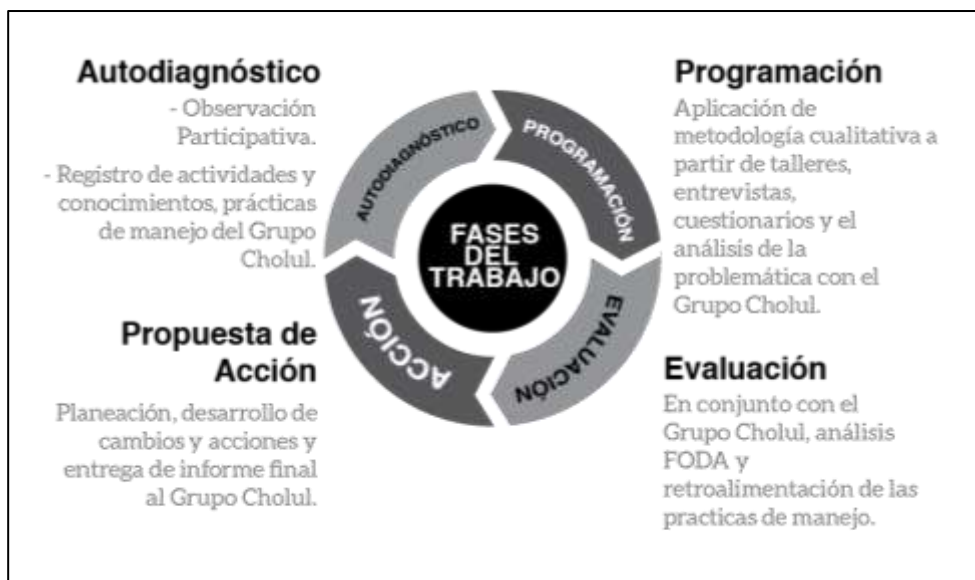 Autodiagnóstico
- Observación
Participativa.
- Registro de actividades y
conocimientos, prácticas
de manejo del Grupo
Cholul.
Programación
Aplicación de
metodología cualitativa a
partir de talleres,
entrevistas,
cuestionarios y el
análisis de la
problemática con el
Grupo Cholul.
AUTODIAGNÓSTICO
PROGRAMACIÓN
FASES
DEL
TRABAJO
EVALUACIÓN
ACCIÓN
Propuesta de
Acción
Planeación, desarrollo de
cambios y acciones y
entrega de informe final
al Grupo Cholul.
Evaluación
En conjunto con el
Grupo Cholul, análisis
FODA y
retroalimentación de las
practicas de manejo.